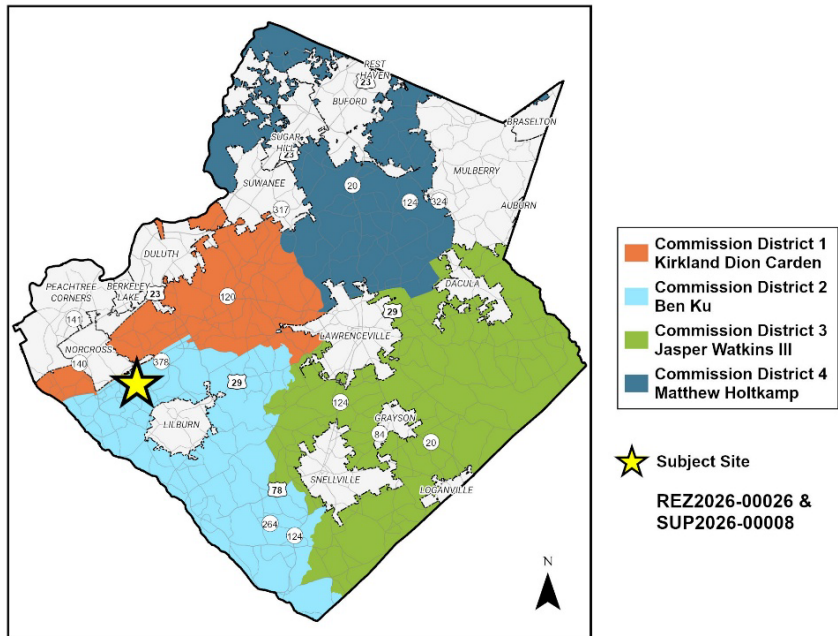 REST
HAVEN
23
BUFORD
BRASELTON
SUGAR
HILL
23
MULBERRY
SUWANEE
20
124
324
AUBURN
317
DULUTH
DACULA
PEACHTREE
CORNERS
BERKELEY
LAKE
23
120
29
141
LAWRENCEVILLE
NORCROSS
378
140
29
124
GRAYSON
LILBURN
84
20
SNELLVILLE
78
LOGANVILLE
264
124
N
Commission District 1
Kirkland Dion Carden
Commission District 2
Ben Ku
Commission District 3
Jasper Watkins III
Commission District 4
Matthew Holtkamp
Subject Site
REZ2026-00026 &
SUP2026-00008